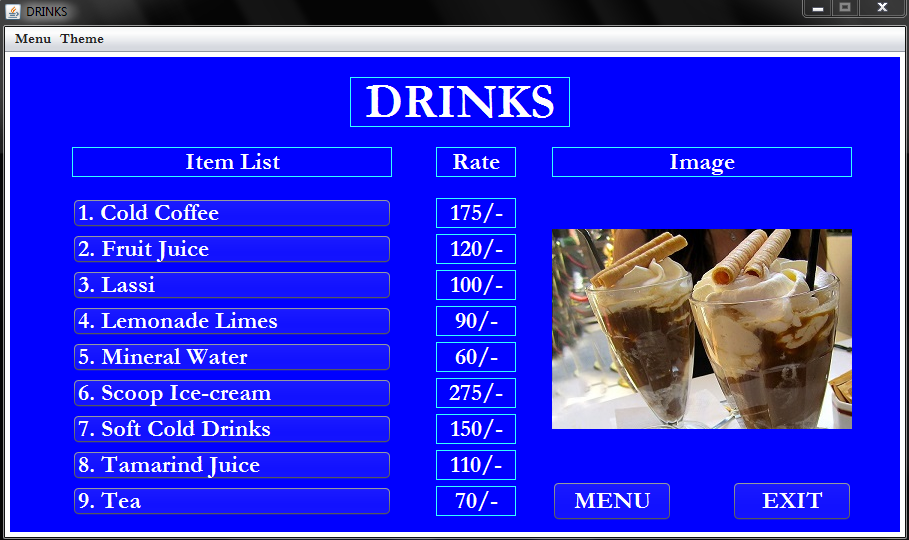 DRINKS
Menu Theme
DRINKS
Item List Rate Image
1. Cold Coffee 175/-
2. Fruit Juice 120/-
3. Lassi 100/-
4. Lemonade Limes 90/-
5. Mineral Water 60/-
6. Scoop Ice-cream 275/-
7. Soft Cold Drinks 150/-
8. Tamarind Juice 110/-
9. Tea 70/- MENU EXIT